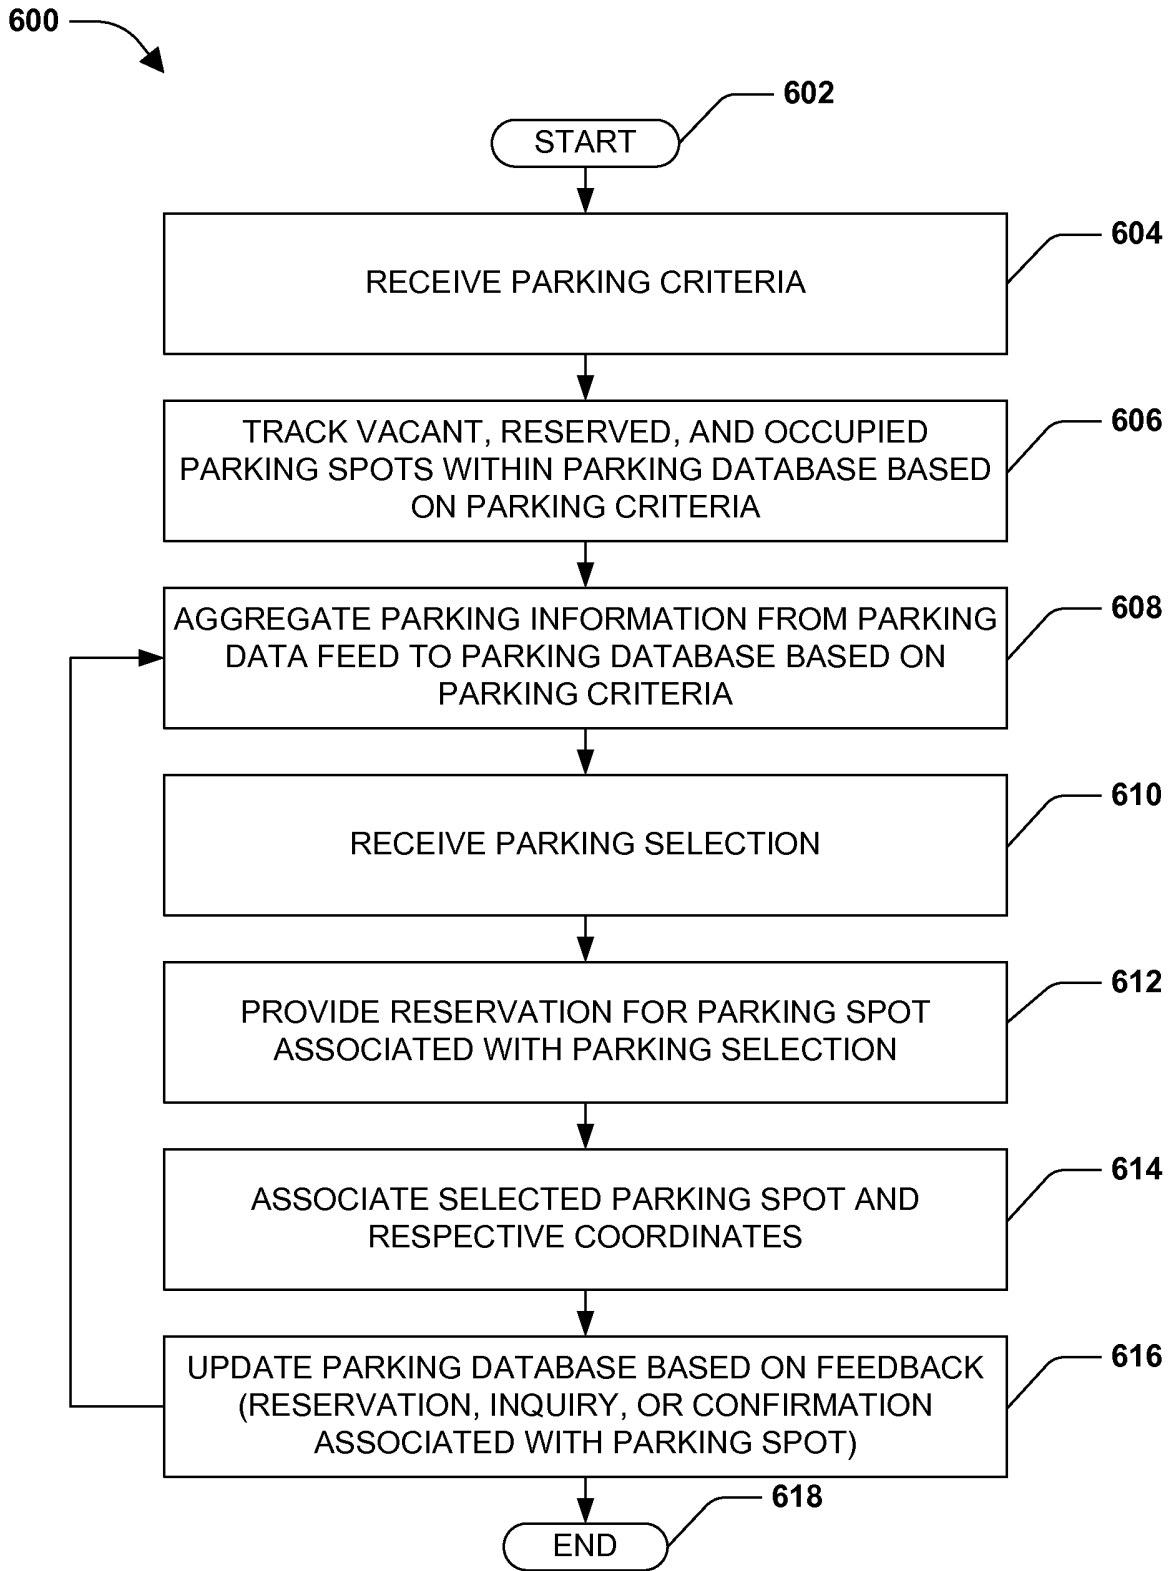 600
602
START
604
RECEIVE PARKING CRITERIA
606
TRACK VACANT, RESERVED, AND OCCUPIED
PARKING SPOTS WITHIN PARKING DATABASE BASED
ON PARKING CRITERIA
608
AGGREGATE PARKING INFORMATION FROM PARKING
DATA FEED TO PARKING DATABASE BASED ON
PARKING CRITERIA
610
RECEIVE PARKING SELECTION
612
PROVIDE RESERVATION FOR PARKING SPOT
ASSOCIATED WITH PARKING SELECTION
614
ASSOCIATE SELECTED PARKING SPOT AND
RESPECTIVE COORDINATES
616
UPDATE PARKING DATABASE BASED ON FEEDBACK
(RESERVATION, INQUIRY, OR CONFIRMATION
ASSOCIATED WITH PARKING SPOT)
618
END